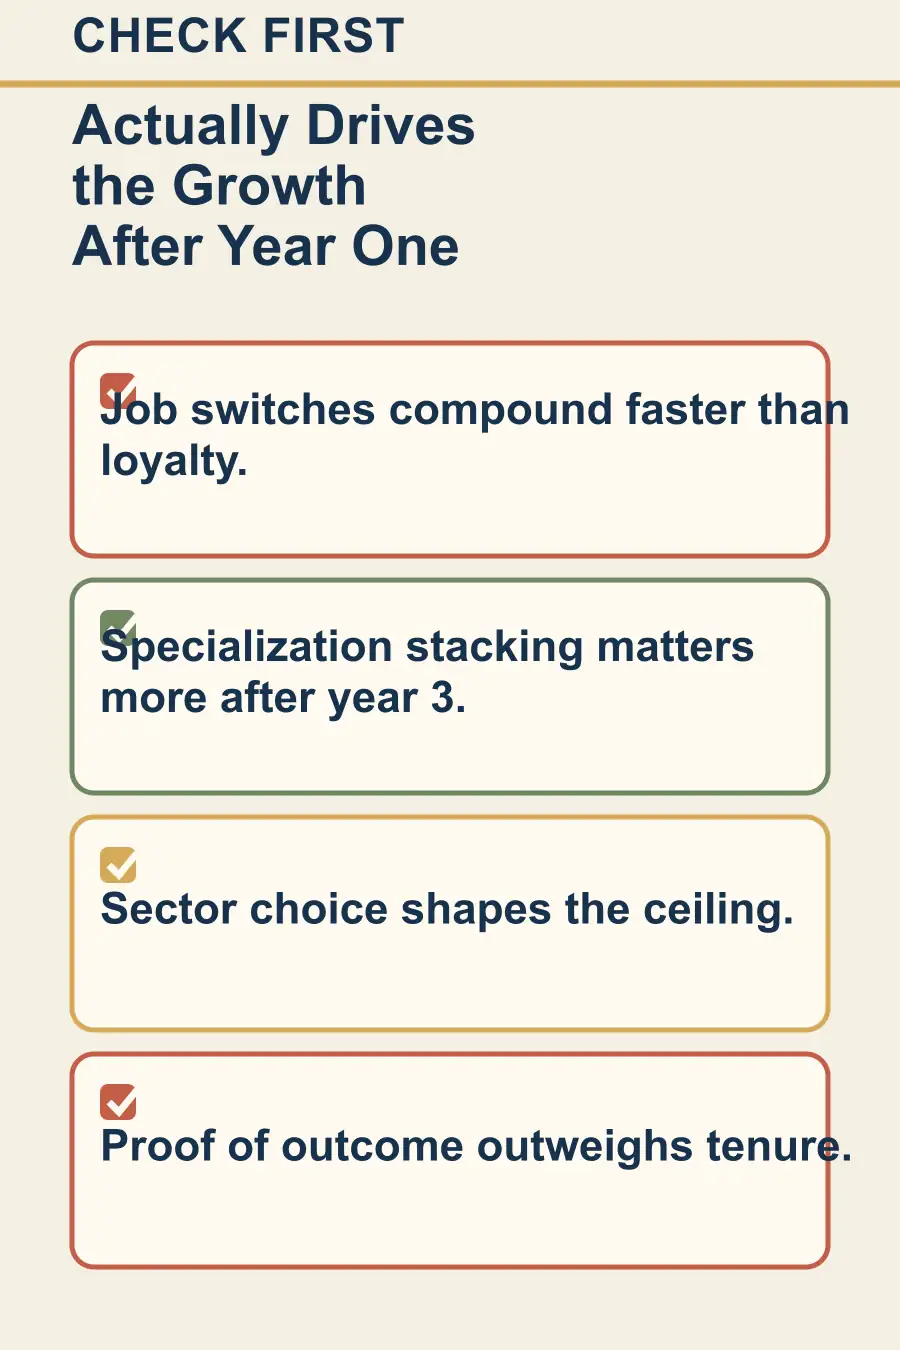 CHECK FIRST
Actually Drives
the Growth
After Year One
Job switches compound faster than
loyalty.
Specialization stacking matters
more after year 3.
Sector choice shapes the ceiling.
Proof of outcome outweighs tenure.